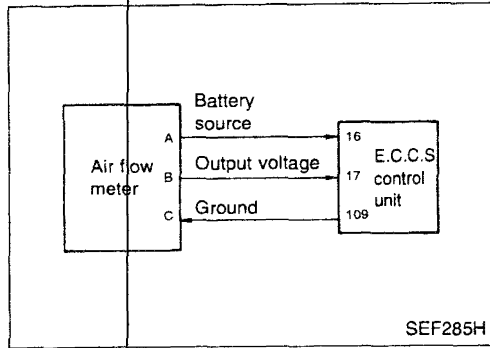 Battery
source
A
16
Air flow
meter
E.C.C.S
control
unit
Output voltage
B
17
Ground
C
109
SEF285H